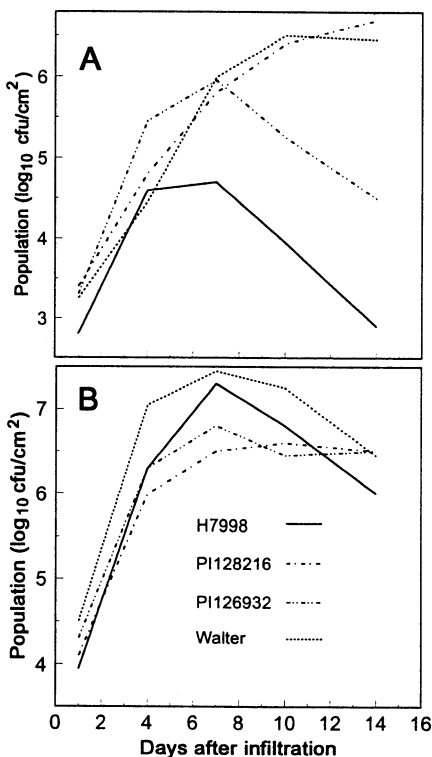 A
Population (log10 cfu/cm2)
6
5
4
3
B
Population (log10 cfu/cm2)
7
6
5
4
H7998
PI128216
PI126932
Walter
0 2 4 6 8 10 12 14 16
Days after infiltration